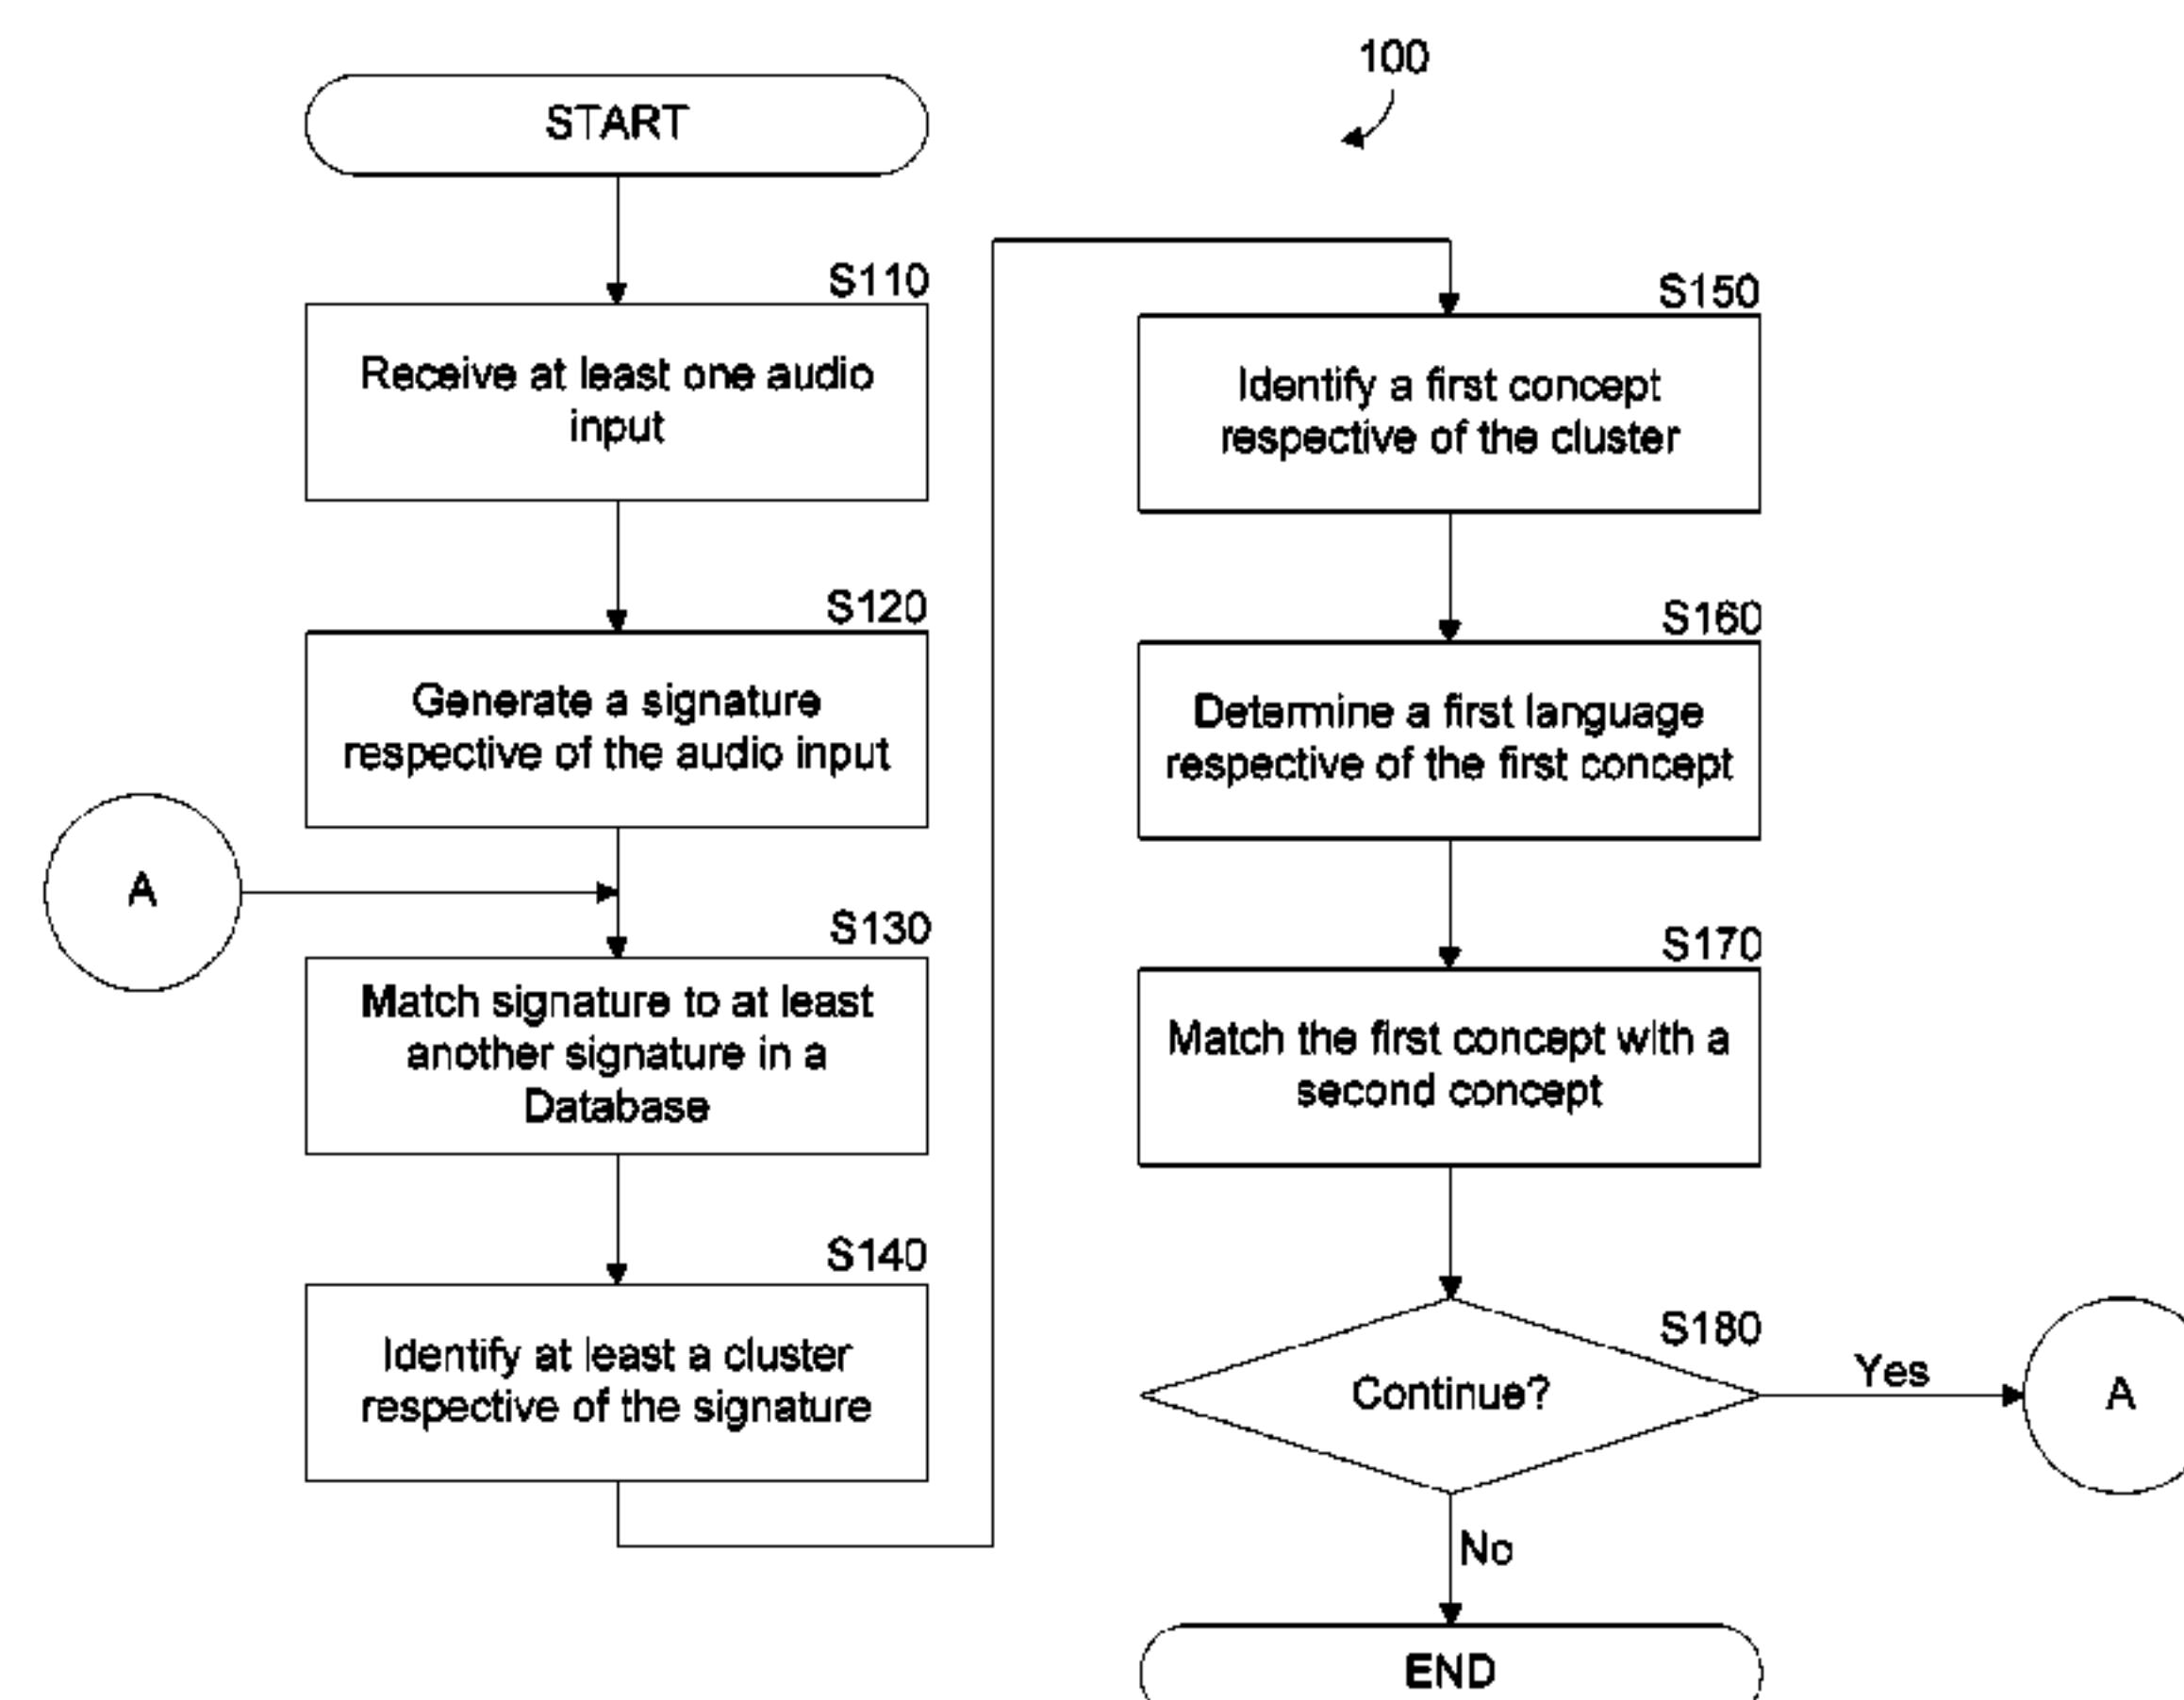 100
START
S110
Receive at least one audio
input
S120
Generate a signature
respective of the audio input
A
S130
Match signature to at least
another signature in a
Database
S140
Identify at least a cluster
respective of the signature
S150
Identify a first concept
respective of the cluster
S160
Determine a first language
respective of the first concept
S170
Match the first concept with a
second concept
S180
Continue?
Yes
A
No
END